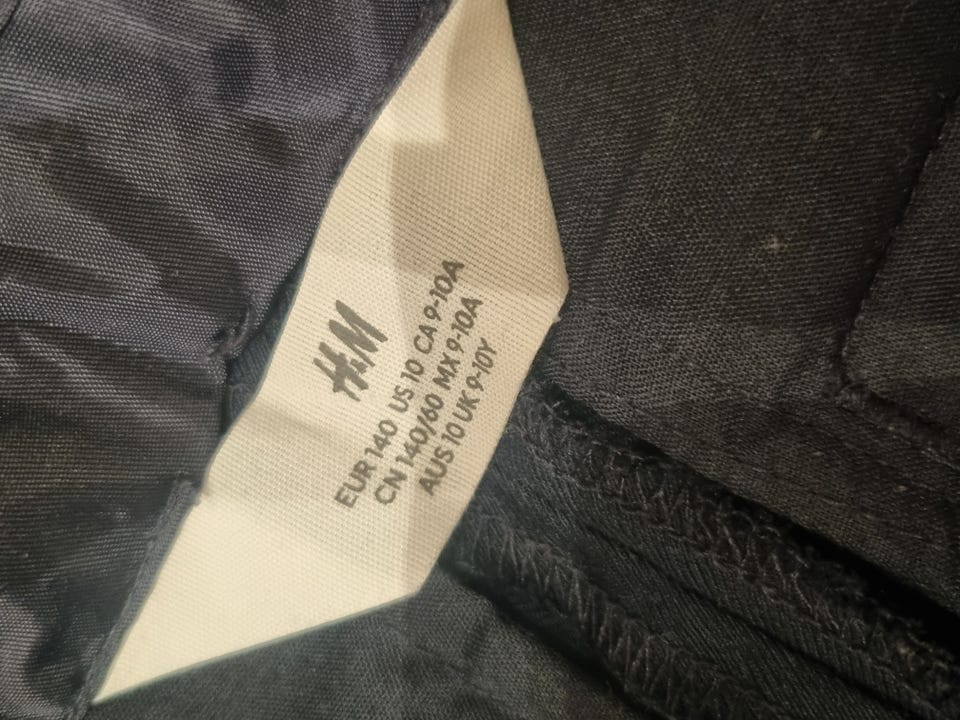 H&M
EUR 140 US 10 CA 9-10A
CN 140/60 MX 9-10A
AUS 10 UK 9-10Y